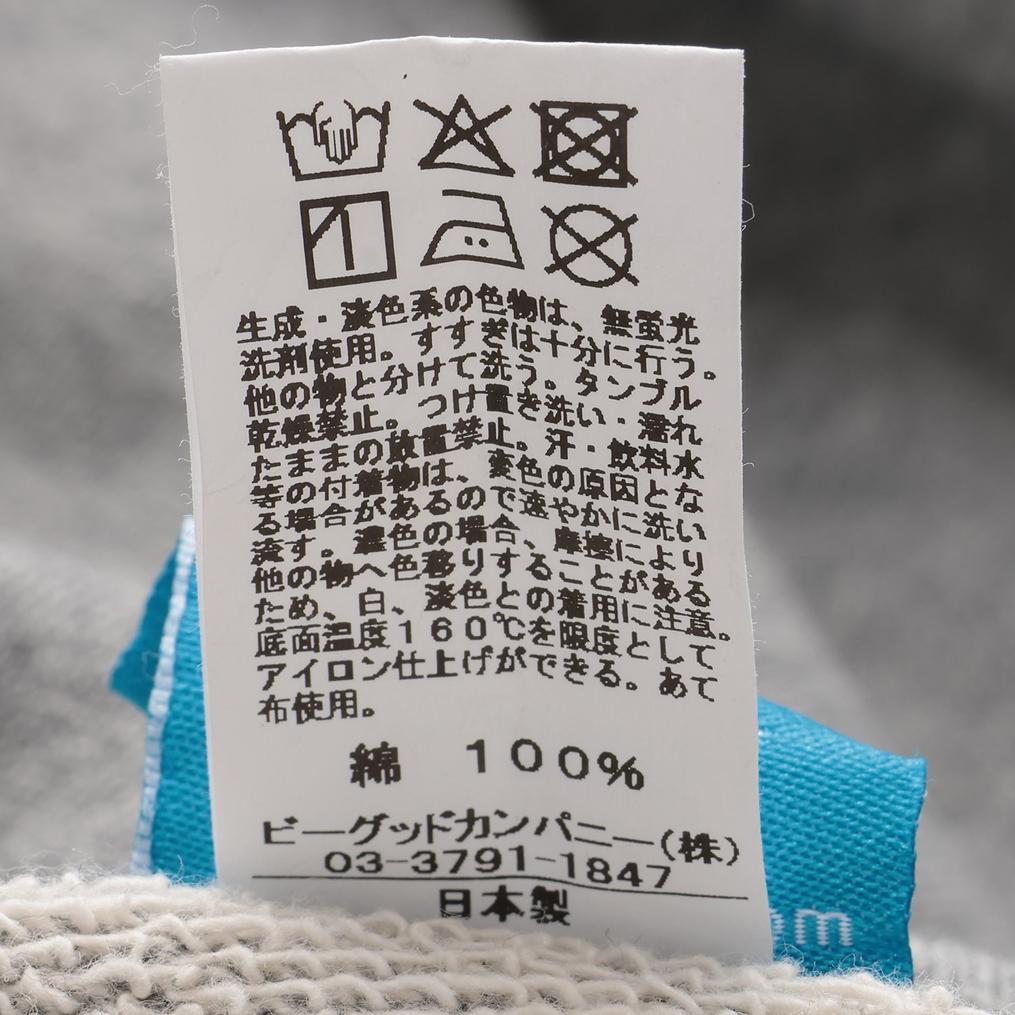 生成・淡色系の色物は、無蛍光
洗剤使用。すすぎは十分に行う。
他の物と分けて洗う。タンブル
乾燥禁止。つけ置き洗い・濡れ
たままの放置禁止。汗・飲料水
等の付着物は、変色の原因とな
る場合があるので速やかに洗い
流す。濃色の場合、摩擦により
他の物へ色移りすることがある
ため、白、淡色との着用に注意。
底面温度160℃を限度として
アイロン仕上げができる。あて
布使用。
綿 100%
ビーグッドカンパニー(株)
03-3791-1847
日本製
om